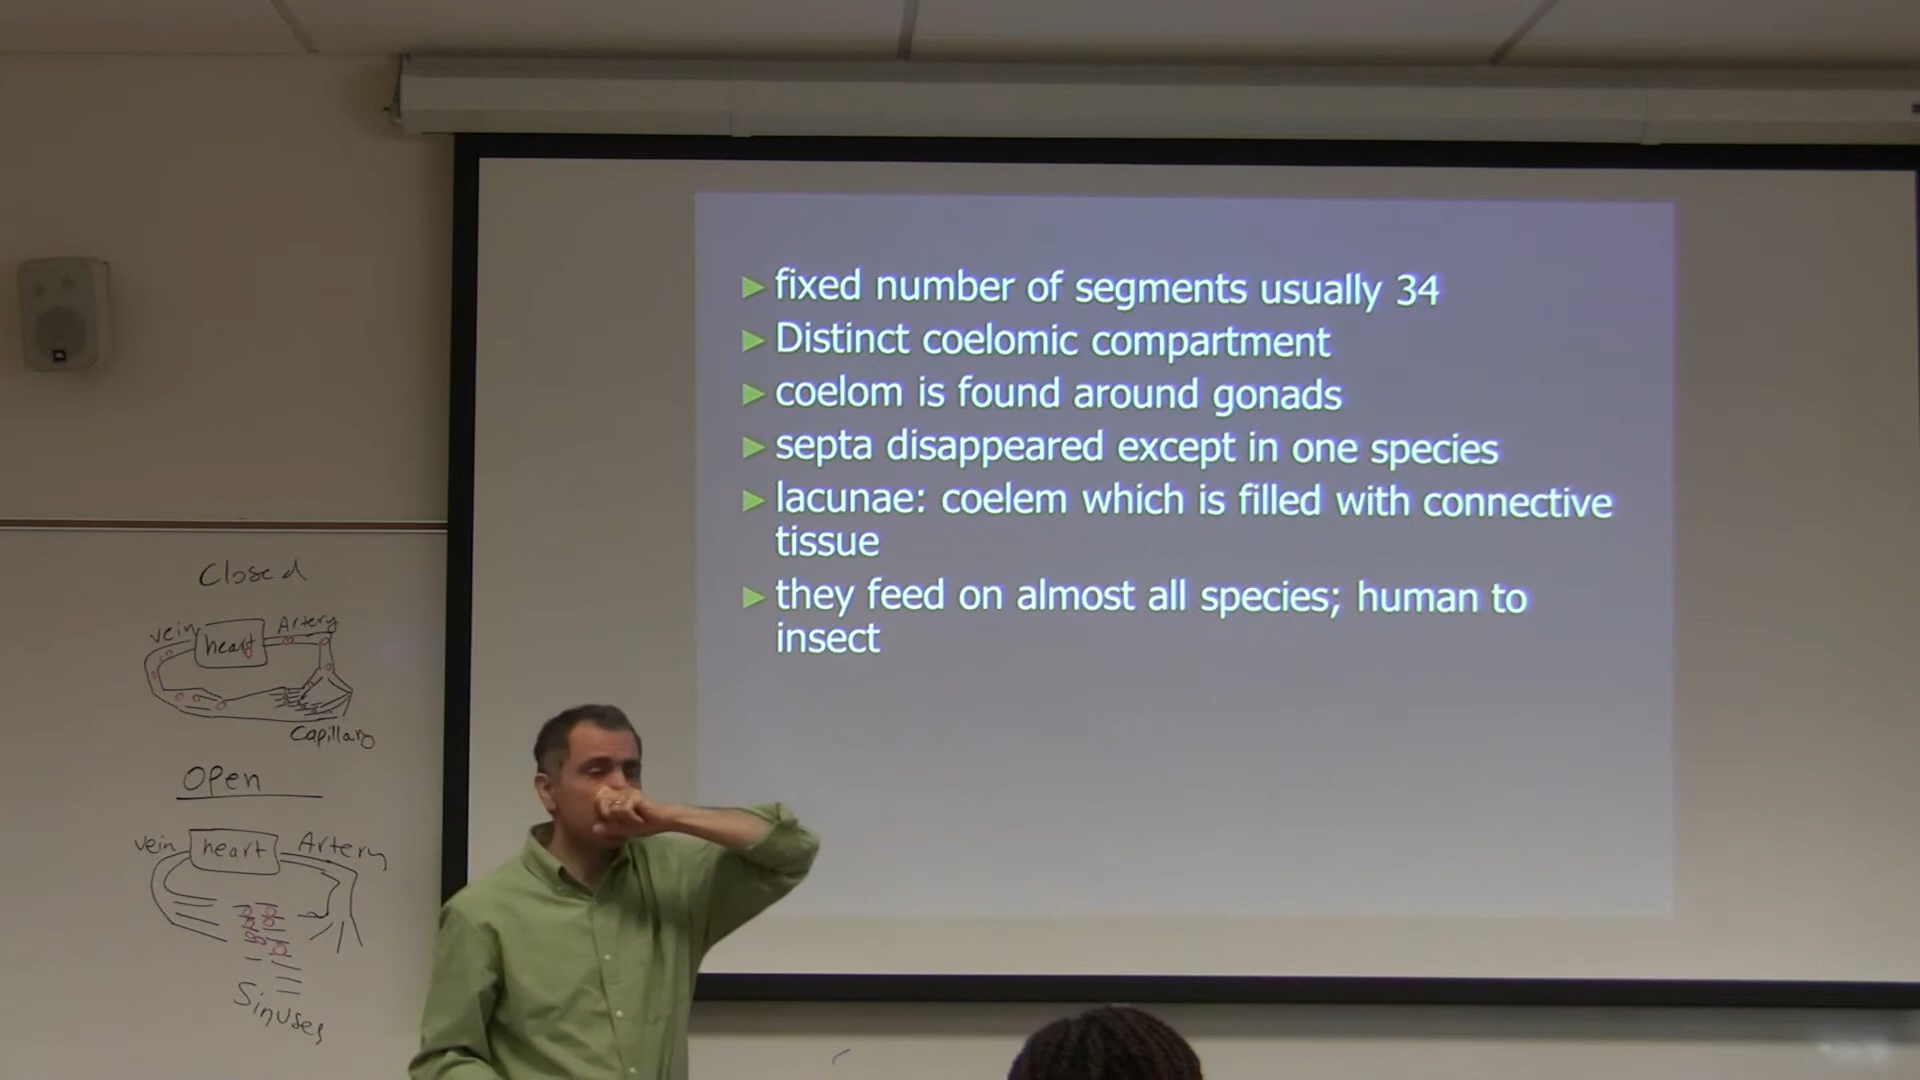 ► fixed number of segments usually 34
► Distinct coelomic compartment
► coelom is found around gonads
► septa disappeared except in one species
► lacunae: coelem which is filled with connective
tissue
► they feed on almost all species; human to
insect
Closed
vein heart Artery
Capillary
Open
vein heart Artery
Sinuses